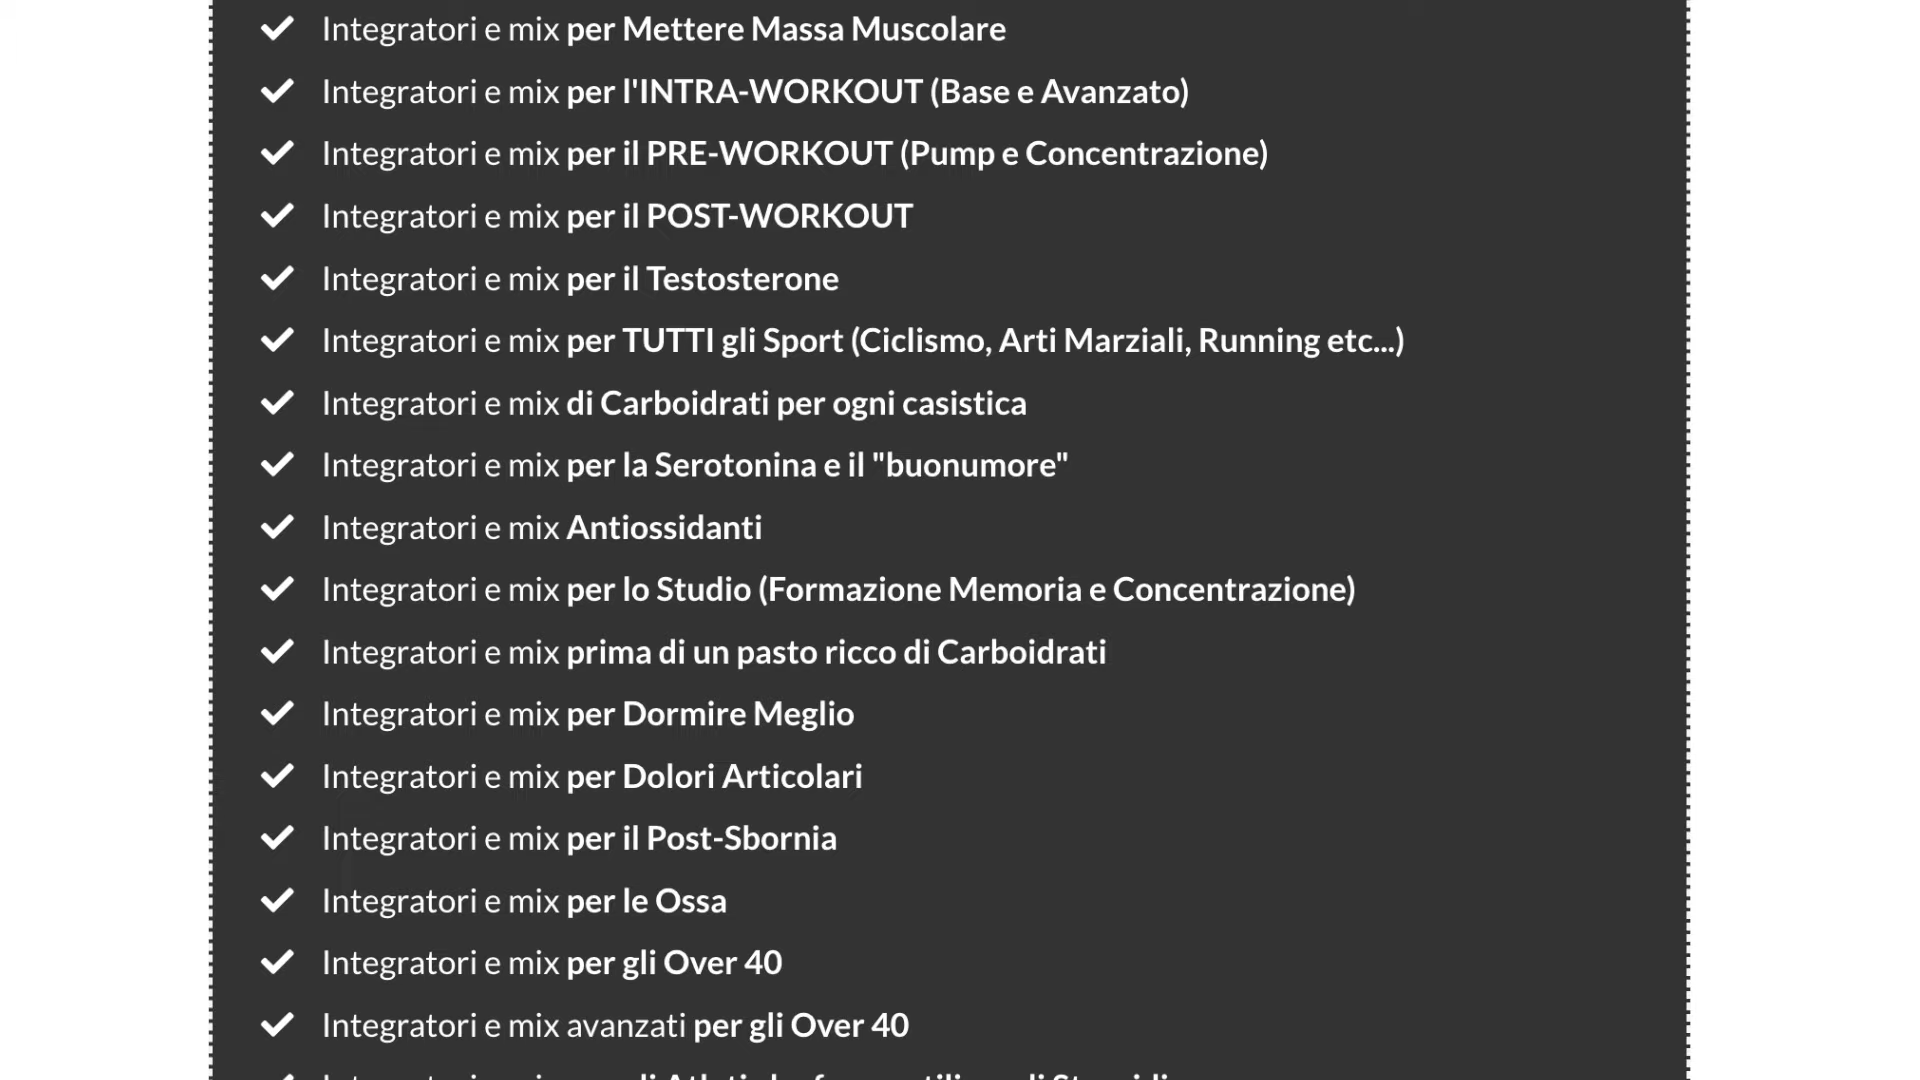 Integratori e mix per Mettere Massa Muscolare
Integratori e mix per l'INTRA-WORKOUT (Base e Avanzato)
Integratori e mix per il PRE-WORKOUT (Pump e Concentrazione)
Integratori e mix per il POST-WORKOUT
Integratori e mix per il Testosterone
Integratori e mix per TUTTI gli Sport (Ciclismo, Arti Marziali, Running etc...)
Integratori e mix di Carboidrati per ogni casistica
Integratori e mix per la Serotonina e il "buonumore"
Integratori e mix Antiossidanti
Integratori e mix per lo Studio (Formazione Memoria e Concentrazione)
Integratori e mix prima di un pasto ricco di Carboidrati
Integratori e mix per Dormire Meglio
Integratori e mix per Dolori Articolari
Integratori e mix per il Post-Sbornia
Integratori e mix per le Ossa
Integratori e mix per gli Over 40
Integratori e mix avanzati per gli Over 40